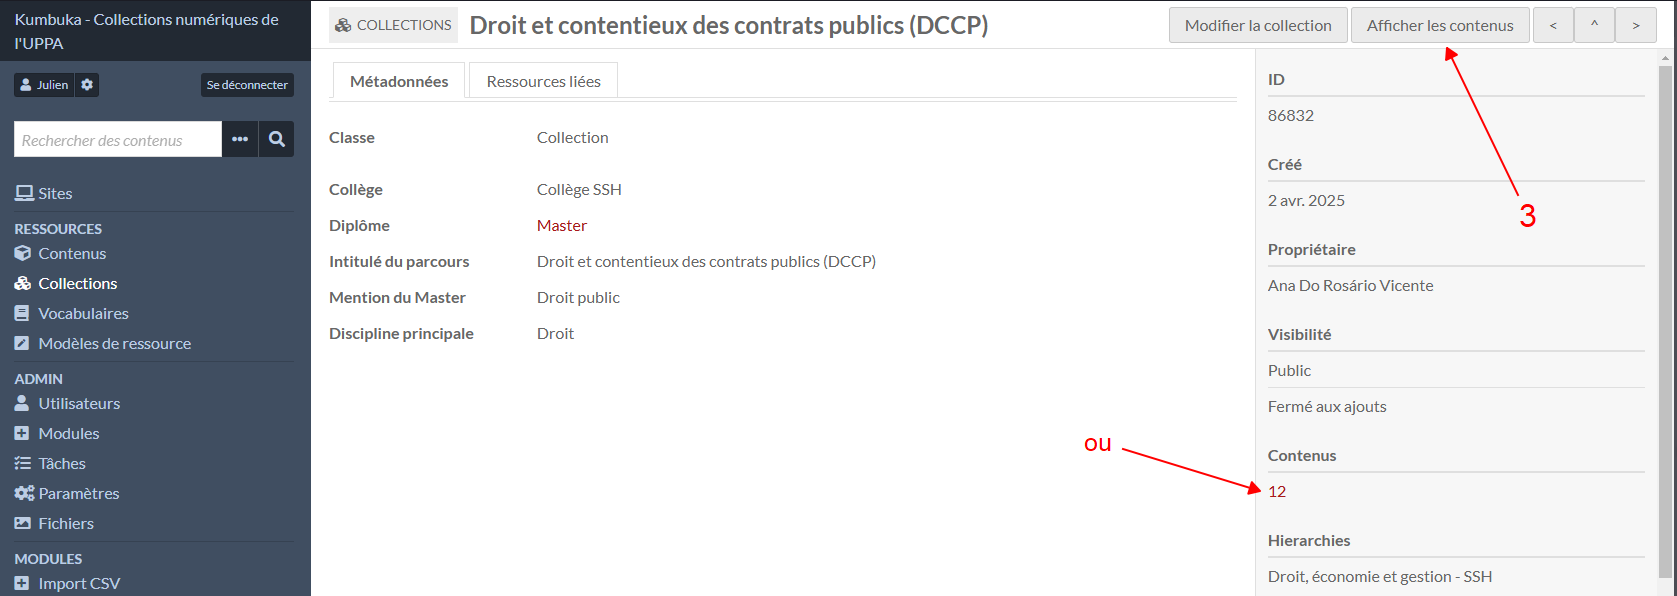 Kumbuka - Collections numériques de
l'UPPA
Julien
Se déconnecter
Rechercher des contenus
Sites
RESSOURCES
Contenus
Collections
Vocabulaires
Modèles de ressource
ADMIN
Utilisateurs
Modules
Tâches
Paramètres
Fichiers
MODULES
Import CSV
COLLECTIONS
Droit et contentieux des contrats publics (DCCP)
Modifier la collection
Afficher les contenus
<
^
>
Métadonnées
Ressources liées
Classe
Collection
Collège
Collège SSH
Diplôme
Master
Intitulé du parcours
Droit et contentieux des contrats publics (DCCP)
Mention du Master
Droit public
Discipline principale
Droit
ID
86832
Créé
2 avr. 2025
3
Propriétaire
Ana Do Rosário Vicente
Visibilité
Public
Fermé aux ajouts
ou
Contenus
12
Hierarchies
Droit, économie et gestion - SSH